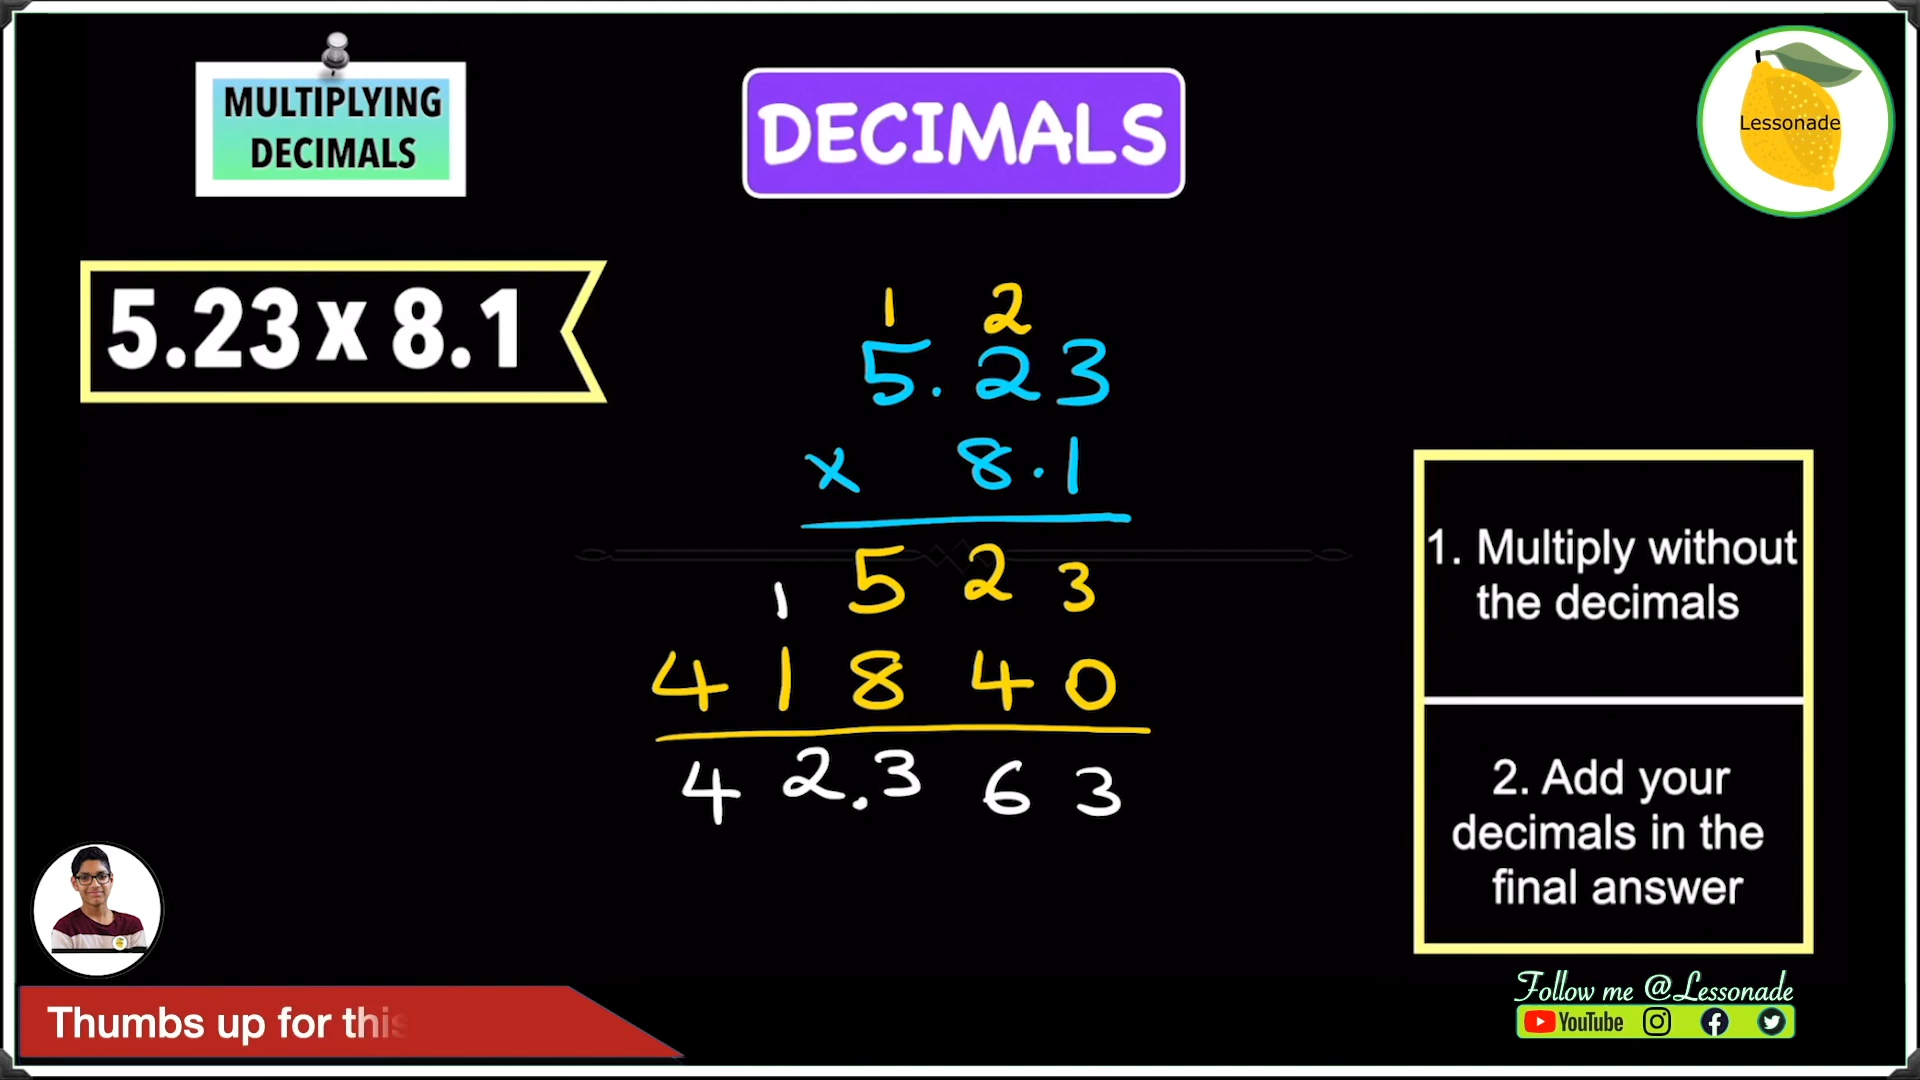 MULTIPLYING
DECIMALS
DECIMALS
Lessonade
5.23 x 8.1
1 2
5.23
x 8.1
5 2 3
1
4 1 8 4 0
4 2.3 6 3
1. Multiply without
the decimals
2. Add your
decimals in the
final answer
Thumbs up for this
Follow me @Lessonade
YouTube